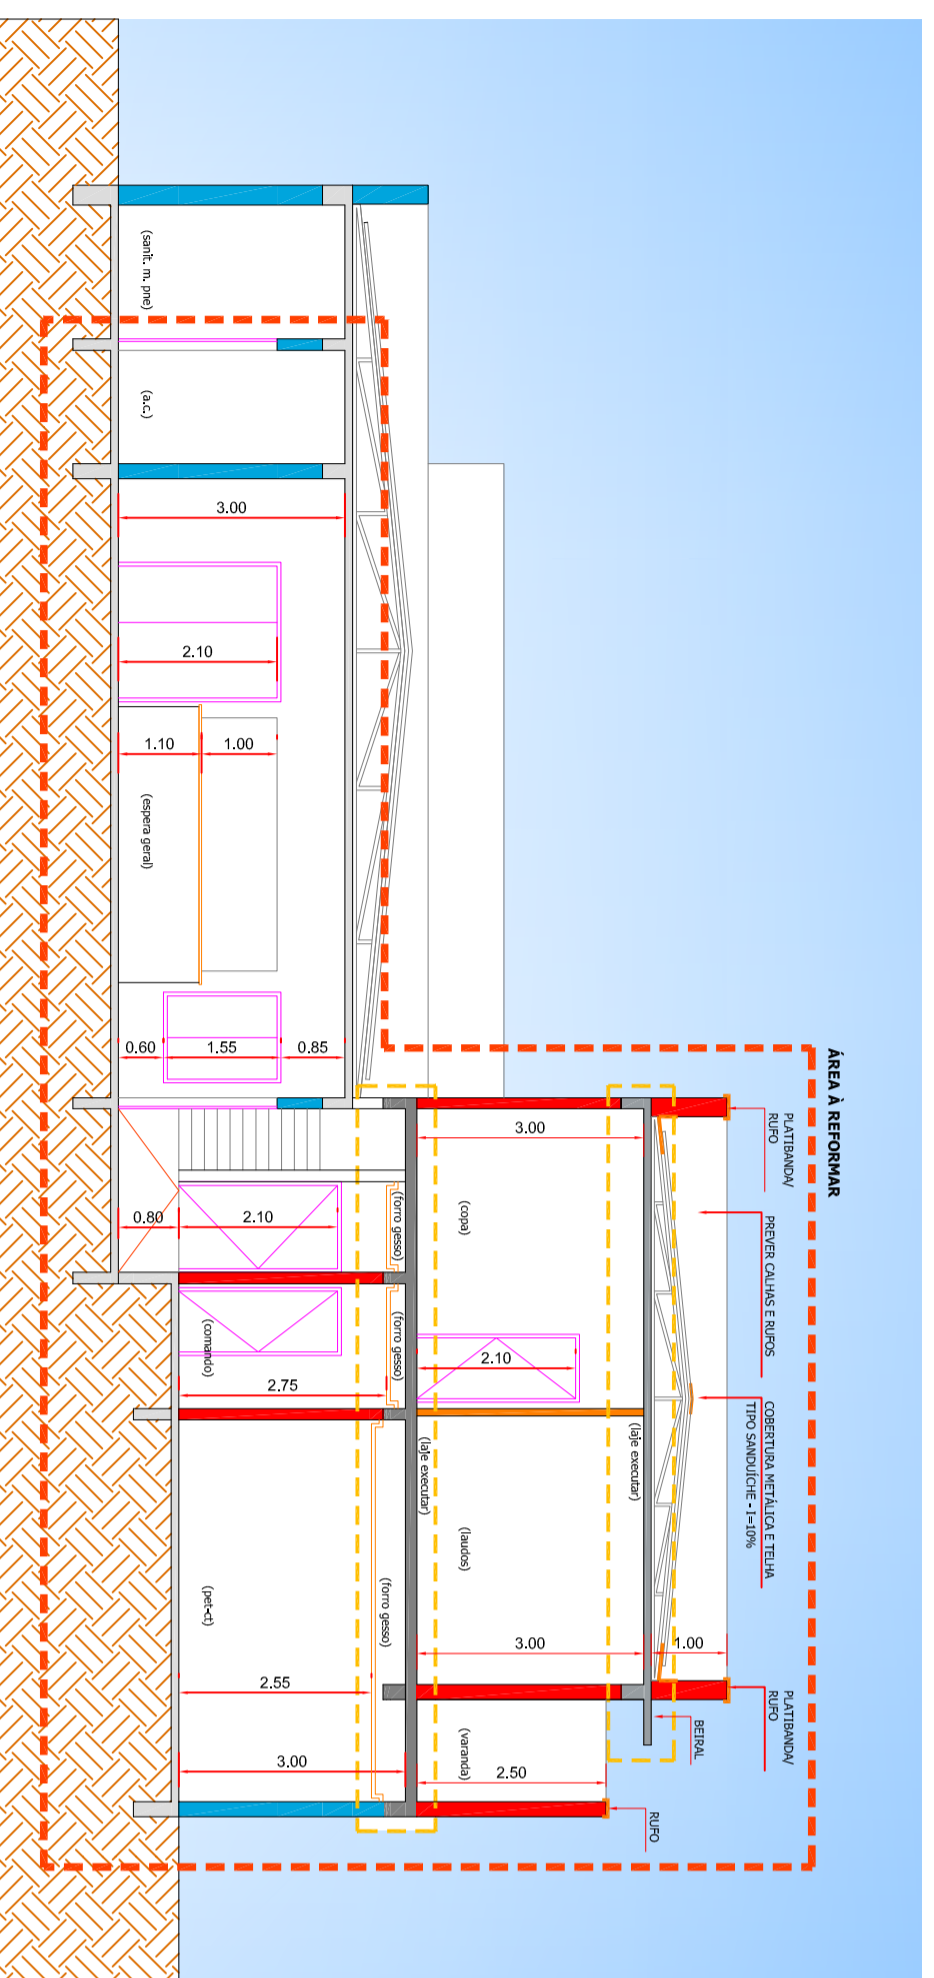 ÁREA À REFORMAR
PLATIBANDA/
RUFO
PREVER CALHAS E RUFOS
COBERTURA METÁLICA E TELHA
TIPO SANDUÍCHE - I=10%
PLATIBANDA/
RUFO
BEIRAL
RUFO
1.00
(laje executar)
3.00
(copa)
2.10
(laudos)
3.00
(varanda)
2.50
(laje executar)
(forro gesso)
(forro gesso)
(forro gesso)
(sanit. m. pne)
(a.c.)
3.00
2.10
1.10
1.00
(espera geral)
0.60
1.55
0.85
0.80
2.10
(comando)
2.75
(pet-ct)
2.55
3.00